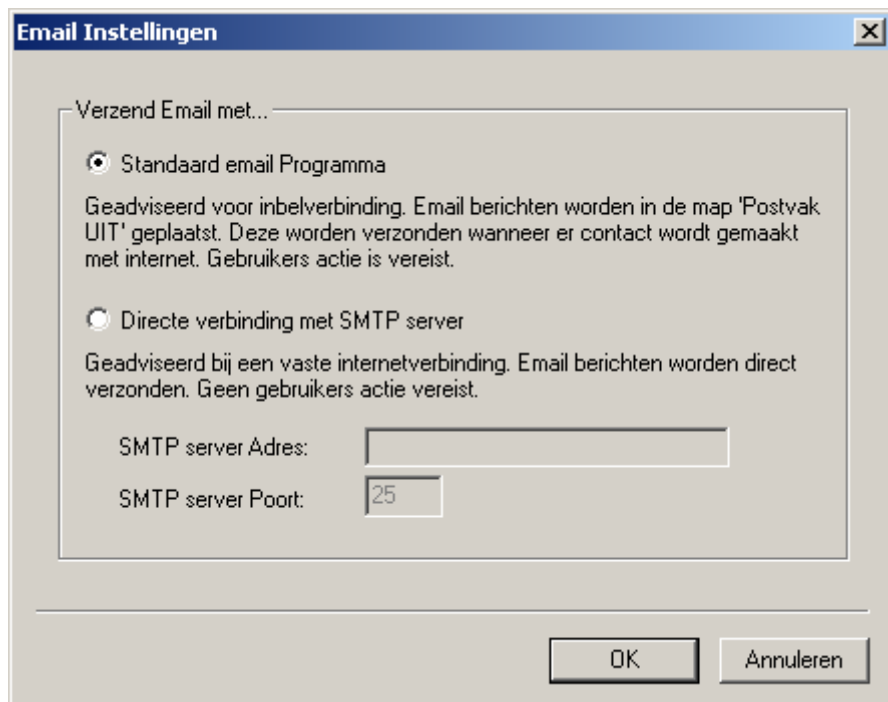 Email Instellingen
Verzend Email met...
Standaard email Programma
Geadviseerd voor inbelverbinding. Email berichten worden in de map 'Postvak
UIT' geplaatst. Deze worden verzonden wanneer er contact wordt gemaakt
met internet. Gebruikers actie is vereist.
Directe verbinding met SMTP server
Geadviseerd bij een vaste internetverbinding. Email berichten worden direct
verzonden. Geen gebruikers actie vereist.
SMTP server Adres:
SMTP server Poort: 25
OK Annuleren